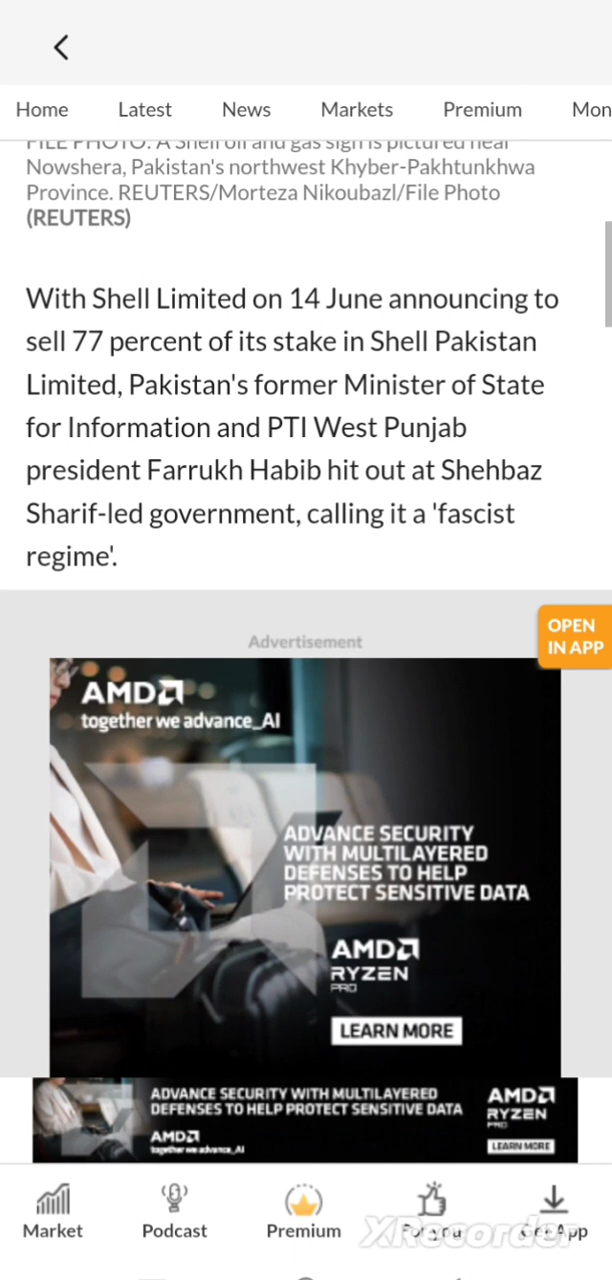 Home Latest News Markets Premium Mon
FILE PHOTO: A Shell oil and gas sign is pictured near
Nowshera, Pakistan's northwest Khyber-Pakhtunkhwa
Province. REUTERS/Morteza Nikoubazl/File Photo
(REUTERS)
With Shell Limited on 14 June announcing to
sell 77 percent of its stake in Shell Pakistan
Limited, Pakistan's former Minister of State
for Information and PTI West Punjab
president Farrukh Habib hit out at Shehbaz
Sharif-led government, calling it a 'fascist
regime'.
OPEN
IN APP
Advertisement
AMD
together we advance_AI
ADVANCE SECURITY
WITH MULTILAYERED
DEFENSES TO HELP
PROTECT SENSITIVE DATA
AMD
RYZEN
PRO
LEARN MORE
ADVANCE SECURITY WITH MULTILAYERED
DEFENSES TO HELP PROTECT SENSITIVE DATA
AMD
together we advance_AI
AMD
RYZEN
PRO
LEARN MORE
Market Podcast Premium For you Get App
XRecorder